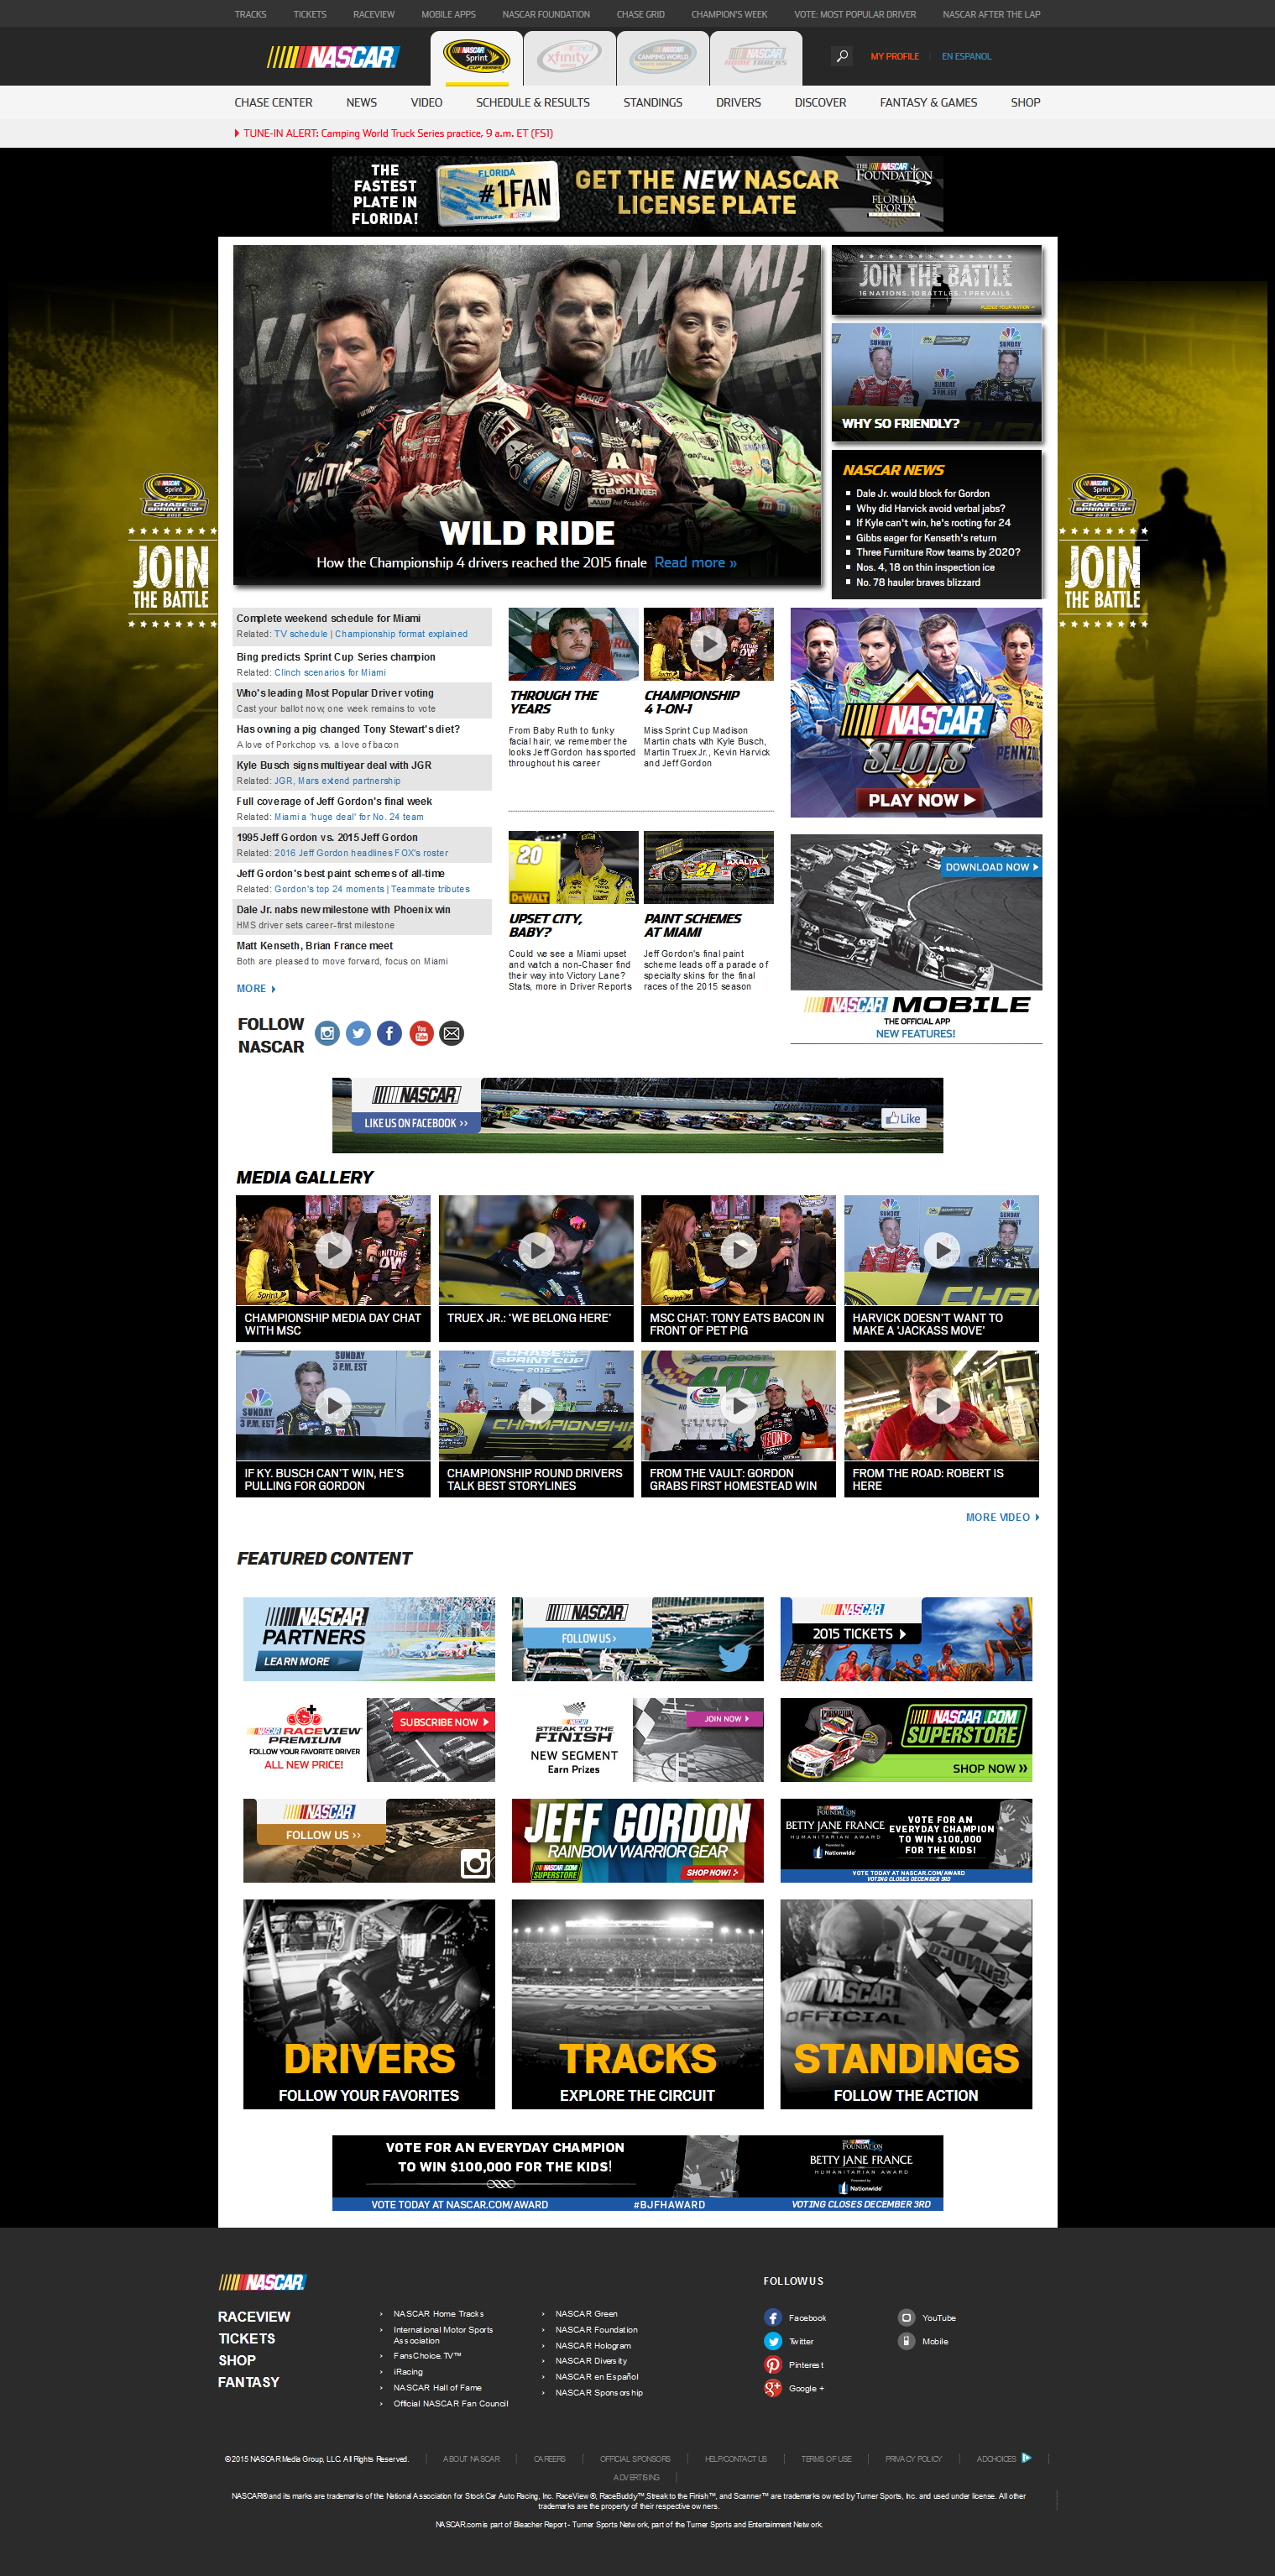 TRACKS TICKETS RACEVIEW MOBILE APPS NASCAR FOUNDATION CHASE GRID CHAMPION'S WEEK VOTE: MOST POPULAR DRIVER NASCAR AFTER THE LAP
NASCAR
NASCAR Sprint CUP SERIES
xfinity
CAMPING WORLD
NASCAR HOME TRACKS
MY PROFILE EN ESPANOL
CHASE CENTER NEWS VIDEO SCHEDULE & RESULTS STANDINGS DRIVERS DISCOVER FANTASY & GAMES SHOP
TUNE-IN ALERT: Camping World Truck Series practice, 9 a.m. ET (FS1)
THE
FASTEST
PLATE IN
FLORIDA!
FLORIDA
#1FAN
GET THE NEW NASCAR
LICENSE PLATE
THE NASCAR FOUNDATION
FLORIDA
SPORTS
WILD RIDE
How the Championship 4 drivers reached the 2015 finale Read more »
JOIN THE BATTLE
16 NATIONS. 10 BATTLES. 1 PREVAILS.
SUNDAY
3 P.M. EST
WHY SO FRIENDLY?
NASCAR NEWS
Dale Jr. would block for Gordon
Why did Harvick avoid verbal jabs?
If Kyle can't win, he's rooting for 24
Gibbs eager for Kenseth's return
Three Furniture Row teams by 2020?
Nos. 4, 18 on thin inspection ice
No. 78 hauler braves blizzard
JOIN
THE BATTLE
JOIN
THE BATTLE
Complete weekend schedule for Miami
Related: TV schedule | Championship format explained
Bing predicts Sprint Cup Series champion
Related: Clinch scenarios for Miami
Who's leading Most Popular Driver voting
Cast your ballot now, one week remains to vote
Has owning a pig changed Tony Stewart's diet?
A love of Porkchop vs. a love of bacon
Kyle Busch signs multiyear deal with JGR
Related: JGR, Mars extend partnership
Full coverage of Jeff Gordon's final week
Related: Miami a 'huge deal' for No. 24 team
1995 Jeff Gordon vs. 2015 Jeff Gordon
Related: 2016 Jeff Gordon headlines FOX's roster
Jeff Gordon's best paint schemes of all-time
Related: Gordon's top 24 moments | Teammate tributes
Dale Jr. nabs new milestone with Phoenix win
HMS driver sets career-first milestone
Matt Kenseth, Brian France meet
Both are pleased to move forward, focus on Miami
MORE
THROUGH THE
YEARS
From Baby Ruth to funky
facial hair, we remember the
looks Jeff Gordon has sported
throughout his career
CHAMPIONSHIP
4 1-ON-1
Miss Sprint Cup Madison
Martin chats with Kyle Busch,
Martin Truex Jr., Kevin Harvick
and Jeff Gordon
20
DEWALT
UPSET CITY,
BABY?
Could we see a Miami upset
and watch a non-Chaser find
their way into Victory Lane?
Stats, more in Driver Reports
24
AXALTA
PAINT SCHEMES
AT MIAMI
Jeff Gordon's final paint
scheme leads off a parade of
specialty skins for the final
races of the 2015 season
NASCAR
SLOTS
PLAY NOW
DOWNLOAD NOW
NASCAR MOBILE
THE OFFICIAL APP
NEW FEATURES!
FOLLOW
NASCAR
NASCAR
LIKE US ON FACEBOOK >>
Like
MEDIA GALLERY
CHAMPIONSHIP MEDIA DAY CHAT
WITH MSC
TRUEX JR.: 'WE BELONG HERE'
MSC CHAT: TONY EATS BACON IN
FRONT OF PET PIG
HARVICK DOESN'T WANT TO
MAKE A 'JACKASS MOVE'
IF KY. BUSCH CAN'T WIN, HE'S
PULLING FOR GORDON
CHAMPIONSHIP ROUND DRIVERS
TALK BEST STORYLINES
FROM THE VAULT: GORDON
GRABS FIRST HOMESTEAD WIN
FROM THE ROAD: ROBERT IS
HERE
MORE VIDEO
FEATURED CONTENT
NASCAR
PARTNERS
LEARN MORE
NASCAR
FOLLOW US >
NASCAR
2015 TICKETS
NASCAR RACEVIEW
PREMIUM
FOLLOW YOUR FAVORITE DRIVER
ALL NEW PRICE!
SUBSCRIBE NOW
NASCAR
STREAK TO THE
FINISH
NEW SEGMENT
Earn Prizes
JOIN NOW
NASCAR.COM
SUPERSTORE
SHOP NOW
NASCAR
FOLLOW US >>
JEFF GORDON
RAINBOW WARRIOR GEAR
NASCAR.COM
SUPERSTORE
SHOP NOW!
FOUNDATION
BETTY JANE FRANCE
HUMANITARIAN AWARD
Presented by
Nationwide
VOTE FOR AN
EVERYDAY CHAMPION
TO WIN $100,000
FOR THE KIDS!
VOTE TODAY AT NASCAR.COM/AWARD
VOTING CLOSES DECEMBER 3RD
DRIVERS
FOLLOW YOUR FAVORITES
TRACKS
EXPLORE THE CIRCUIT
OFFICIAL
STANDINGS
FOLLOW THE ACTION
VOTE FOR AN EVERYDAY CHAMPION
TO WIN $100,000 FOR THE KIDS!
VOTE TODAY AT NASCAR.COM/AWARD #BJFHAWARD VOTING CLOSES DECEMBER 3RD
FOUNDATION
BETTY JANE FRANCE
HUMANITARIAN AWARD
Presented by
Nationwide
NASCAR
RACEVIEW
TICKETS
SHOP
FANTASY
NASCAR Home Tracks
International Motor Sports
Association
FansChoice.TV™
iRacing
NASCAR Hall of Fame
Official NASCAR Fan Council
NASCAR Green
NASCAR Foundation
NASCAR Hologram
NASCAR Diversity
NASCAR en Español
NASCAR Sponsorship
FOLLOW US
Facebook
Twitter
Pinterest
Google +
YouTube
Mobile
© 2015 NASCAR Media Group, LLC. All Rights Reserved. ABOUT NASCAR CAREERS OFFICIAL SPONSORS HELP/CONTACT US TERMS OF USE PRIVACY POLICY ADCHOICES
ADVERTISING
NASCAR® and its marks are trademarks of the National Association for Stock Car Auto Racing, Inc. RaceView ®, RaceBuddy™,Streak to the Finish™, and Scanner™ are trademarks owned by Turner Sports, Inc. and used under license. All other
trademarks are the property of their respective owners.
NASCAR.com is part of Bleacher Report - Turner Sports Network, part of the Turner Sports and Entertainment Network.